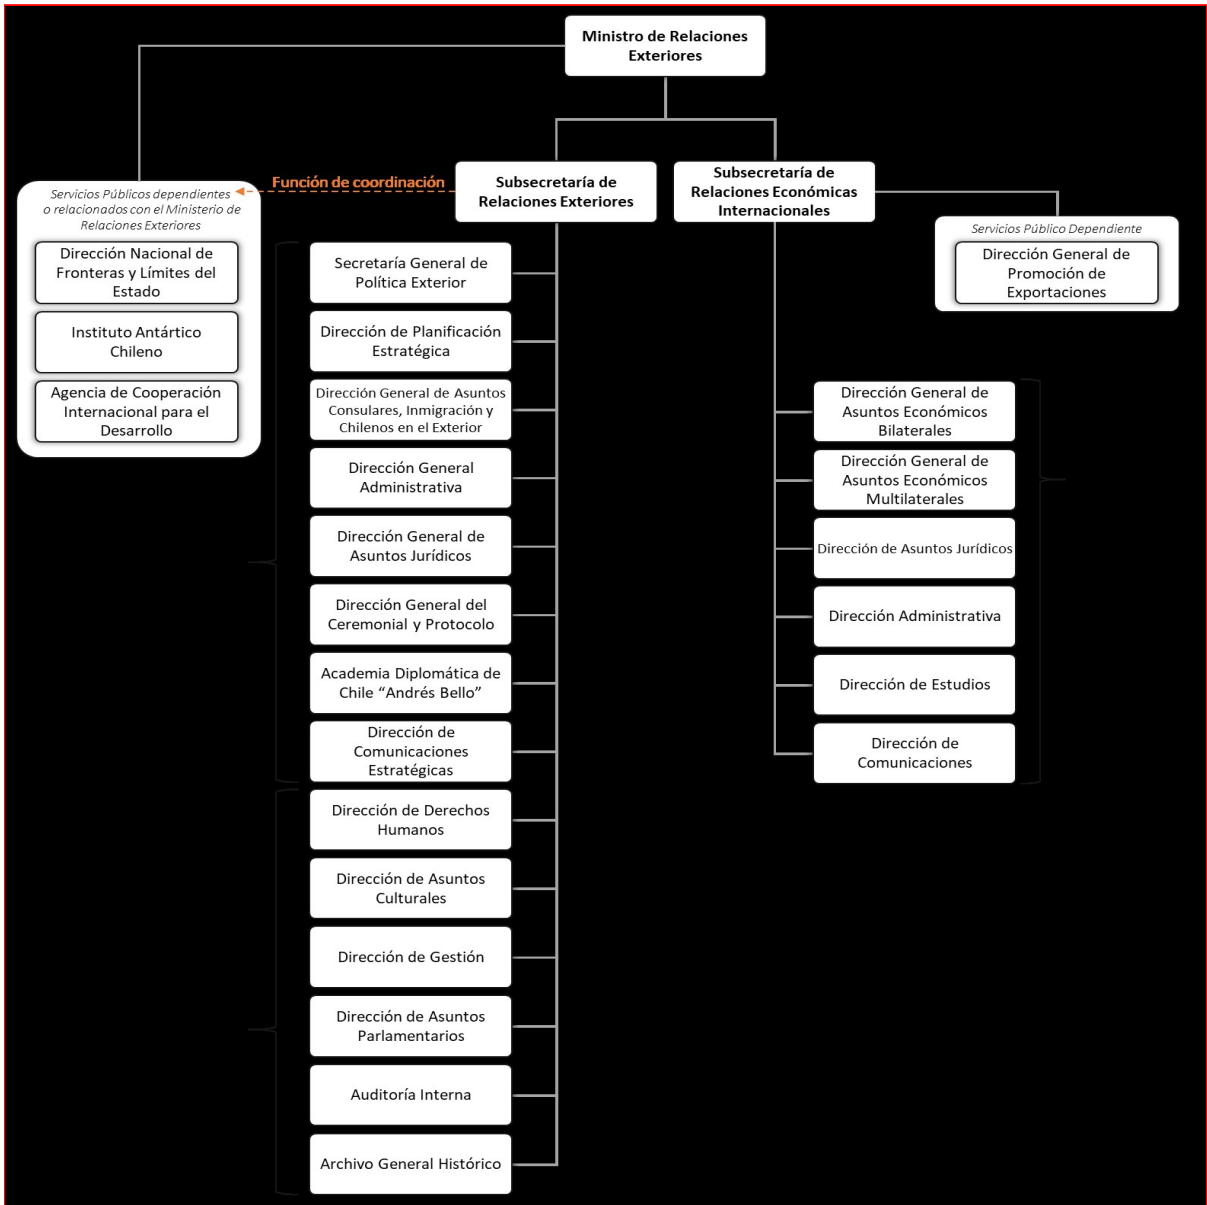 Ministro de Relaciones
Exteriores
Subsecretaría de
Relaciones Exteriores
Subsecretaría de
Relaciones Económicas
Internacionales
Función de coordinación
Servicios Públicos dependientes
o relacionados con el Ministerio de
Relaciones Exteriores
Dirección Nacional de
Fronteras y Límites del
Estado
Instituto Antártico
Chileno
Agencia de Cooperación
Internacional para el
Desarrollo
Servicios Público Dependiente
Dirección General de
Promoción de
Exportaciones
Secretaría General de
Política Exterior
Dirección de Planificación
Estratégica
Dirección General de Asuntos
Consulares, Inmigración y
Chilenos en el Exterior
Dirección General
Administrativa
Dirección General de
Asuntos Jurídicos
Dirección General del
Ceremonial y Protocolo
Academia Diplomática de
Chile “Andrés Bello”
Dirección de
Comunicaciones
Estratégicas
Dirección de Derechos
Humanos
Dirección de Asuntos
Culturales
Dirección de Gestión
Dirección de Asuntos
Parlamentarios
Auditoría Interna
Archivo General Histórico
Dirección General de
Asuntos Económicos
Bilaterales
Dirección General de
Asuntos Económicos
Multilaterales
Dirección de Asuntos Jurídicos
Dirección Administrativa
Dirección de Estudios
Dirección de
Comunicaciones